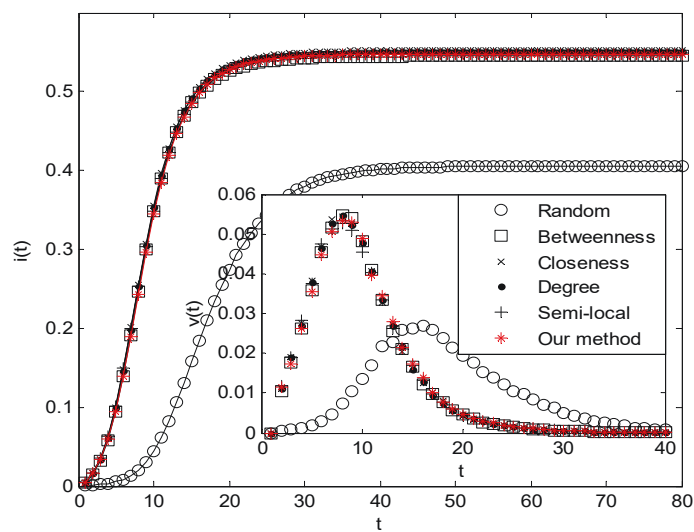 0.5
0.4
0.3
0.2
0.1
0
i(t)
0 10 20 30 40 50 60 70 80
t
0.06
0.05
0.04
0.03
0.02
0.01
0
v(t)
0 10 20 30 40
t
Random
Betweenness
Closeness
Degree
Semi-local
Our method